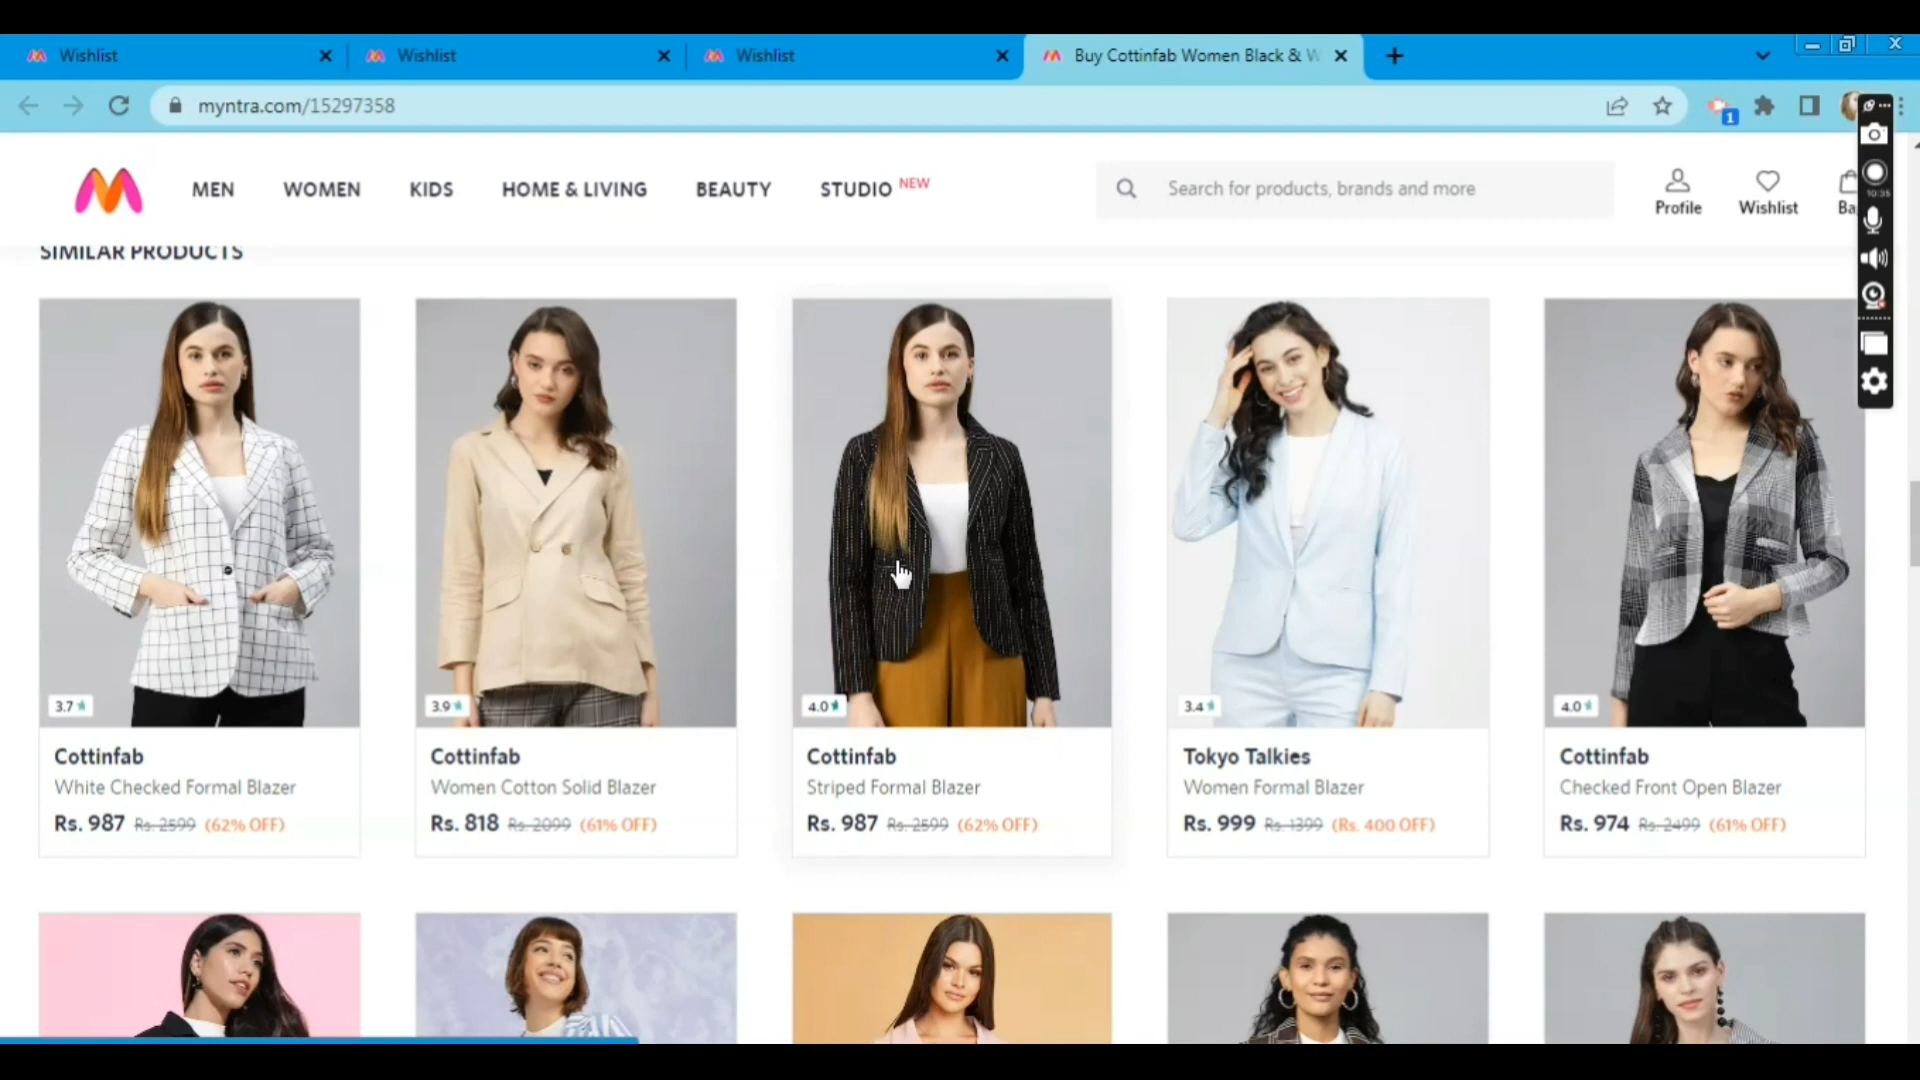 Wishlist
Wishlist
Wishlist
Buy Cottinfab Women Black & W
myntra.com/15297358
1
10:35
MEN
WOMEN
KIDS
HOME & LIVING
BEAUTY
STUDIO NEW
Search for products, brands and more
Profile
Wishlist
Ba
SIMILAR PRODUCTS
3.7
3.9
4.0
3.4
4.0
Cottinfab
White Checked Formal Blazer
Rs. 987 Rs. 2599 (62% OFF)
Cottinfab
Women Cotton Solid Blazer
Rs. 818 Rs. 2099 (61% OFF)
Cottinfab
Striped Formal Blazer
Rs. 987 Rs. 2599 (62% OFF)
Tokyo Talkies
Women Formal Blazer
Rs. 999 Rs. 1399 (Rs. 400 OFF)
Cottinfab
Checked Front Open Blazer
Rs. 974 Rs. 2499 (61% OFF)